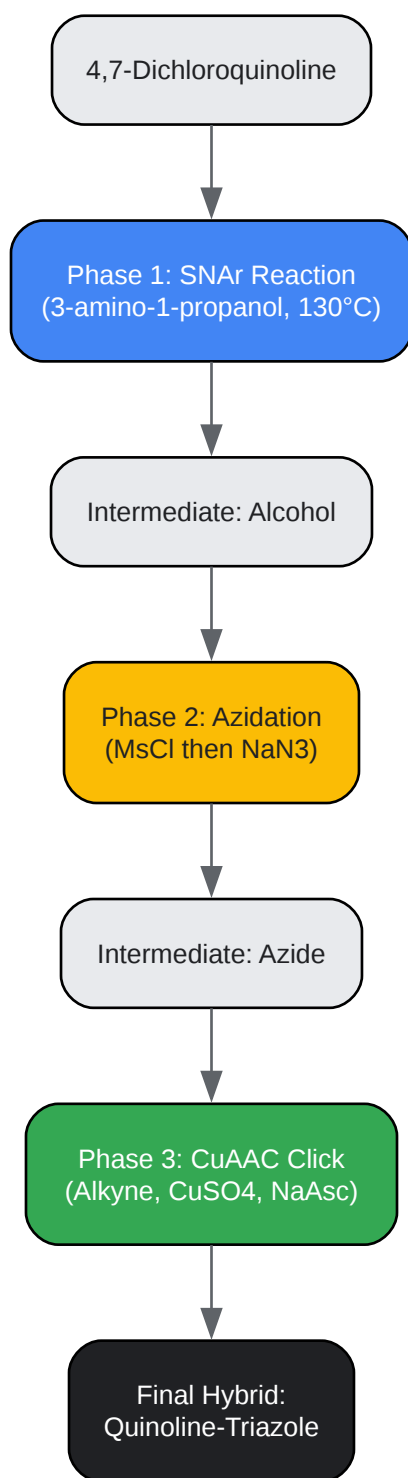 4,7-Dichloroquinoline
Phase 1: SNAr Reaction
(3-amino-1-propanol, 130°C)
Intermediate: Alcohol
Phase 2: Azidation
(MsCl then NaN3)
Intermediate: Azide
Phase 3: CuAAC Click
(Alkyne, CuSO4, NaAsc)
Final Hybrid:
Quinoline-Triazole